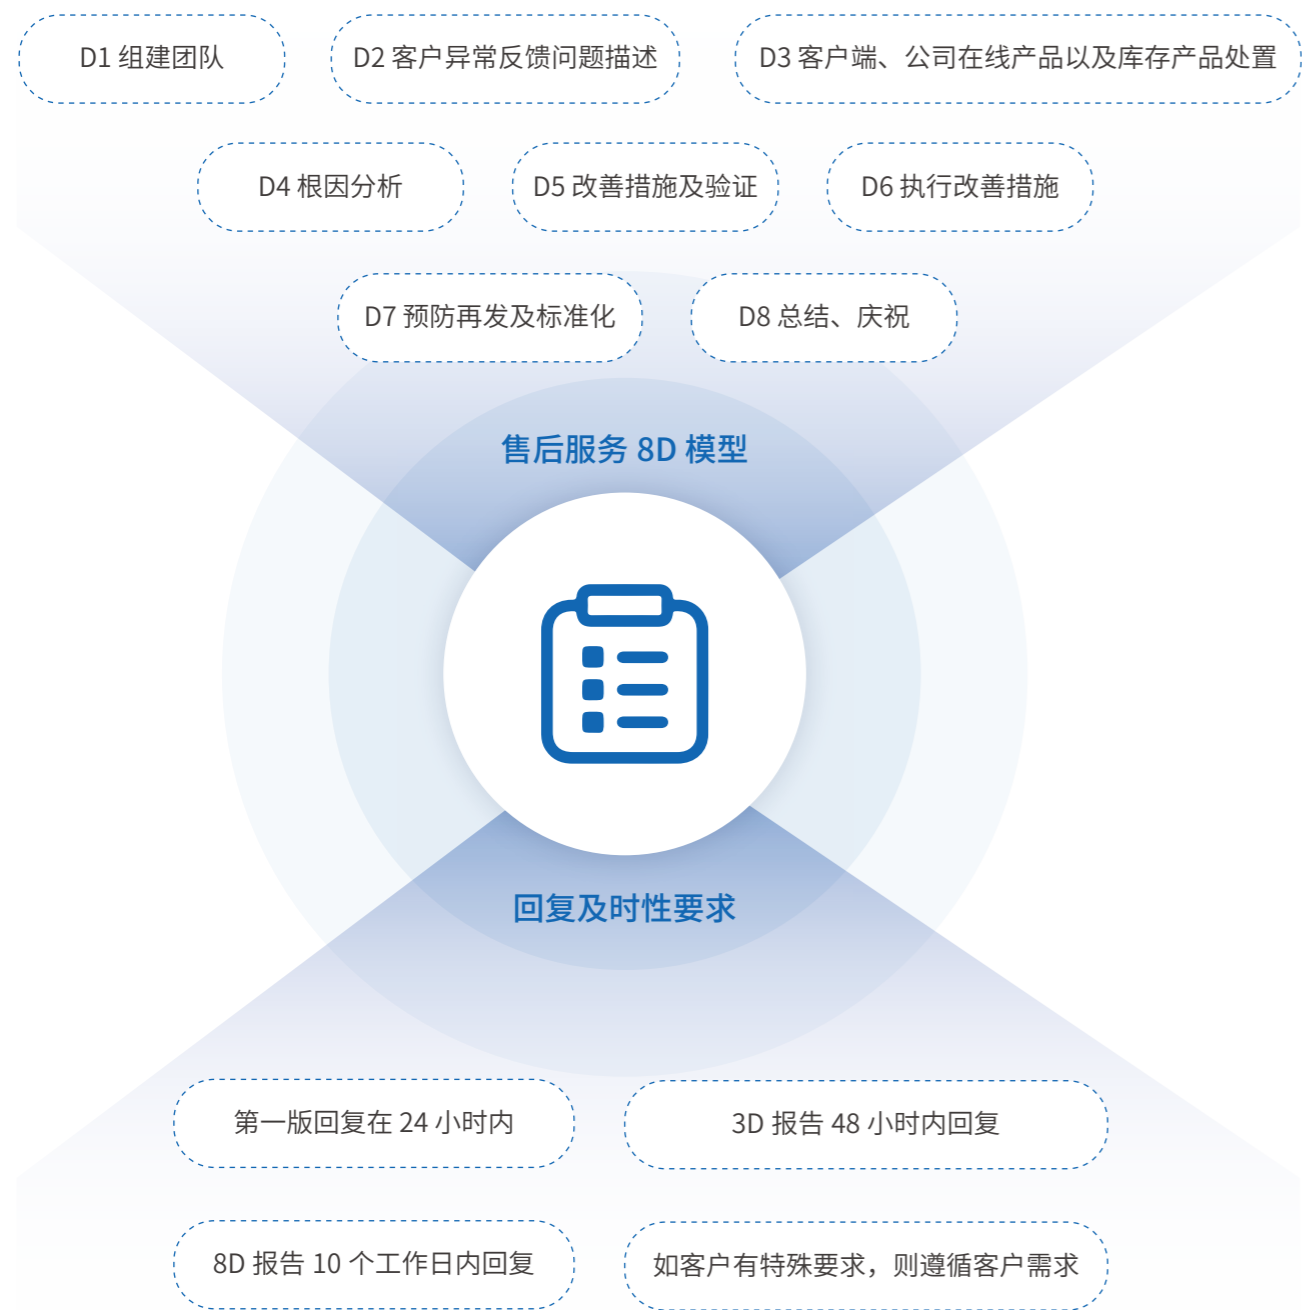 D1 组建团队
D2 客户异常反馈问题描述
D3 客户端、公司在线产品以及库存产品处置
D4 根因分析
D5 改善措施及验证
D6 执行改善措施
D7 预防再发及标准化
D8 总结、庆祝
售后服务 8D 模型
回复及时性要求
第一版回复在 24 小时内
3D 报告 48 小时内回复
8D 报告 10 个工作日内回复
如客户有特殊要求，则遵循客户需求